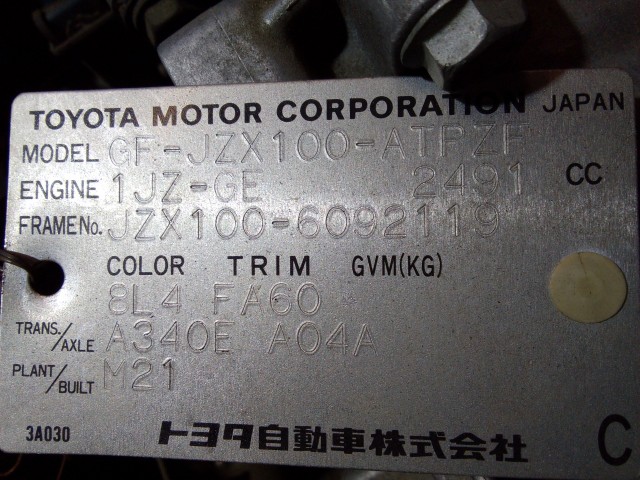 TOYOTA MOTOR CORPORATION JAPAN
MODEL GF-JZX100-ATPZF
ENGINE 1JZ-GE 2491 CC
FRAME No. JZX100-6092119
COLOR TRIM GVM(KG)
8L4 FA60
TRANS./AXLE A340E A04A
PLANT/BUILT M21
3A030 トヨタ自動車株式会社 C